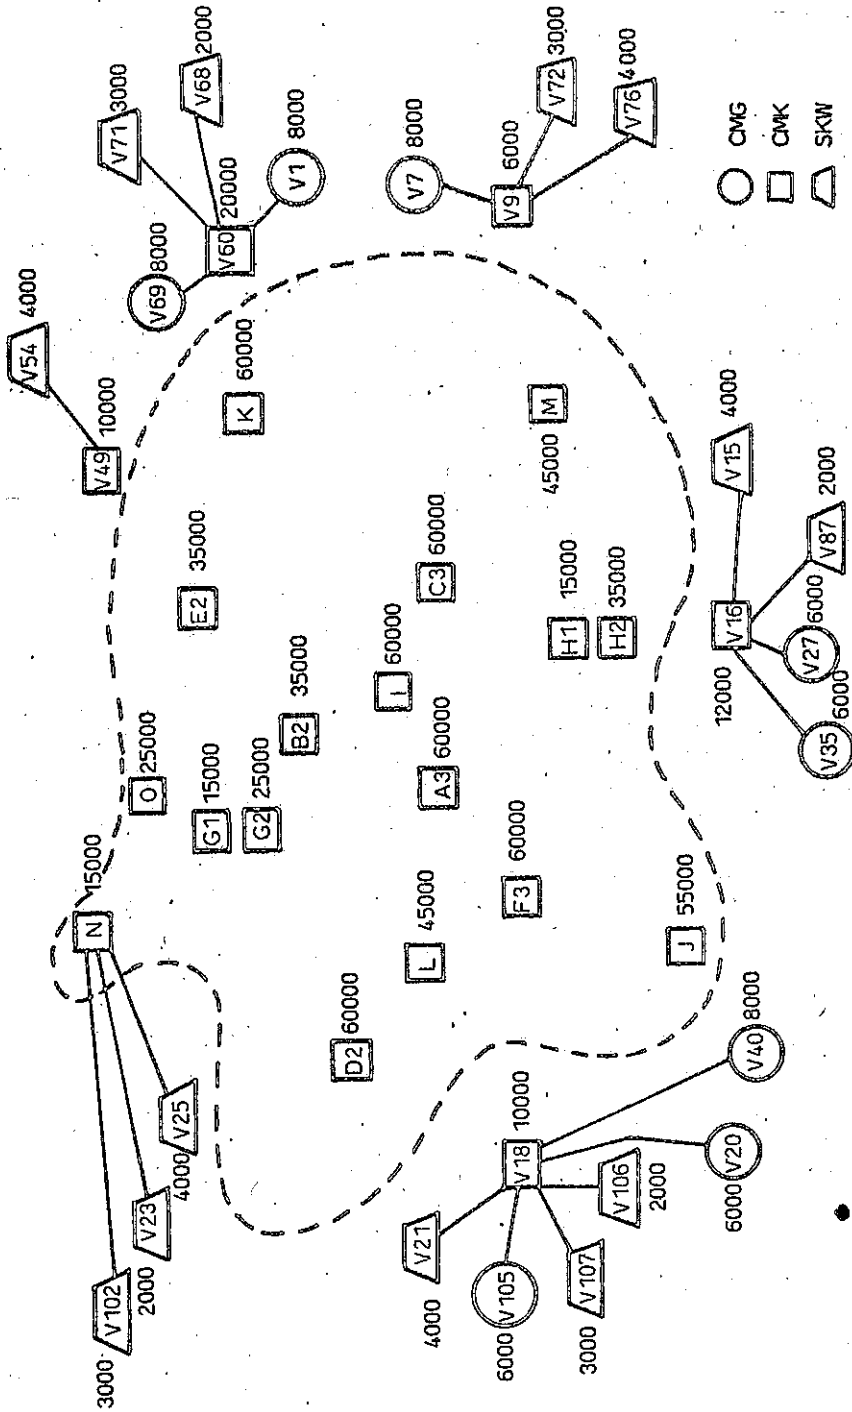 V54 4000
3000 V102
N 15000
V49 10000
V71 3000
2000 V23
O 25000
V69 8000
4000 V25
G1 15000
E2 35000
V68 2000
V60 20000
G2 25000
K 60000
B2 35000
V1 8000
D2 60000
I 60000
4000 V21
L 45000
A3 60000
C3 60000
V7 8000
6000 V105
V18 10000
F3 60000
V9 6000
3000 V107
H1 15000
45000 M
V72 3000
V106
2000
H2 35000
V76 4000
J 55000
6000 V20
V40 8000
12000 V16
V15 4000
V35 6000
V27 6000
V87 2000
CMG
CMK
SKW